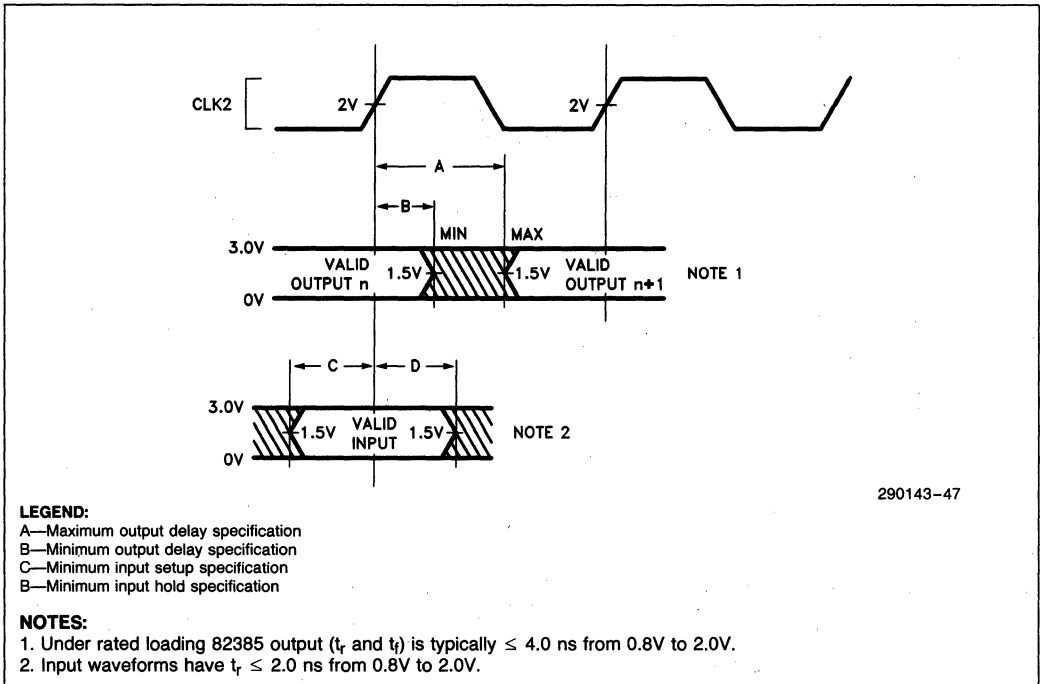 CLK2
2V
2V
A
B
MIN
MAX
3.0V
VALID
OUTPUT n
1.5V
1.5V
VALID
OUTPUT n+1
NOTE 1
0V
C
D
3.0V
1.5V
VALID
INPUT
1.5V
NOTE 2
0V
290143-47
LEGEND:
A—Maximum output delay specification
B—Minimum output delay specification
C—Minimum input setup specification
B—Minimum input hold specification
NOTES:
1. Under rated loading 82385 output (tr and tf) is typically ≤ 4.0 ns from 0.8V to 2.0V.
2. Input waveforms have tr ≤ 2.0 ns from 0.8V to 2.0V.